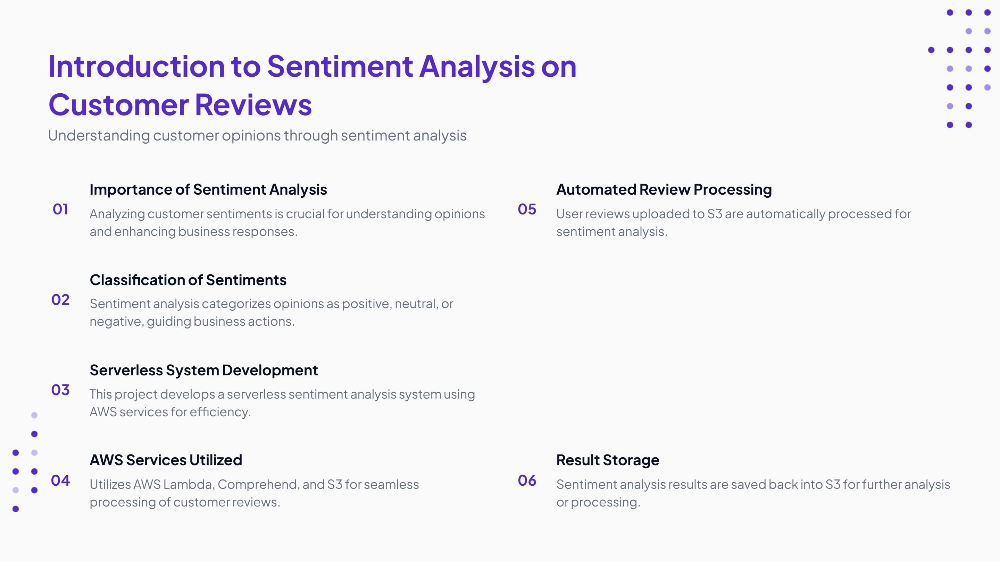 Introduction to Sentiment Analysis on
Customer Reviews
Understanding customer opinions through sentiment analysis
01
Importance of Sentiment Analysis
Analyzing customer sentiments is crucial for understanding opinions
and enhancing business responses.
02
Classification of Sentiments
Sentiment analysis categorizes opinions as positive, neutral, or
negative, guiding business actions.
03
Serverless System Development
This project develops a serverless sentiment analysis system using
AWS services for efficiency.
04
AWS Services Utilized
Utilizes AWS Lambda, Comprehend, and S3 for seamless
processing of customer reviews.
05
Automated Review Processing
User reviews uploaded to S3 are automatically processed for
sentiment analysis.
06
Result Storage
Sentiment analysis results are saved back into S3 for further analysis
or processing.